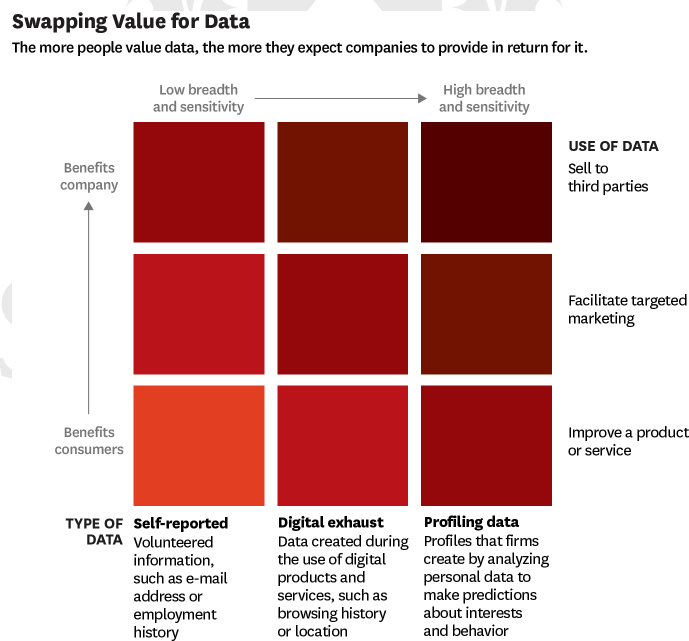 Swapping Value for Data
The more people value data, the more they expect companies to provide in return for it.
Low breadth
and sensitivity
High breadth
and sensitivity
Benefits
company
USE OF DATA
Sell to
third parties
Facilitate targeted
marketing
Benefits
consumers
Improve a product
or service
TYPE OF
DATA
Self-reported
Volunteered
information,
such as e-mail
address or
employment
history
Digital exhaust
Data created during
the use of digital
products and
services, such as
browsing history
or location
Profiling data
Profiles that firms
create by analyzing
personal data to
make predictions
about interests
and behavior